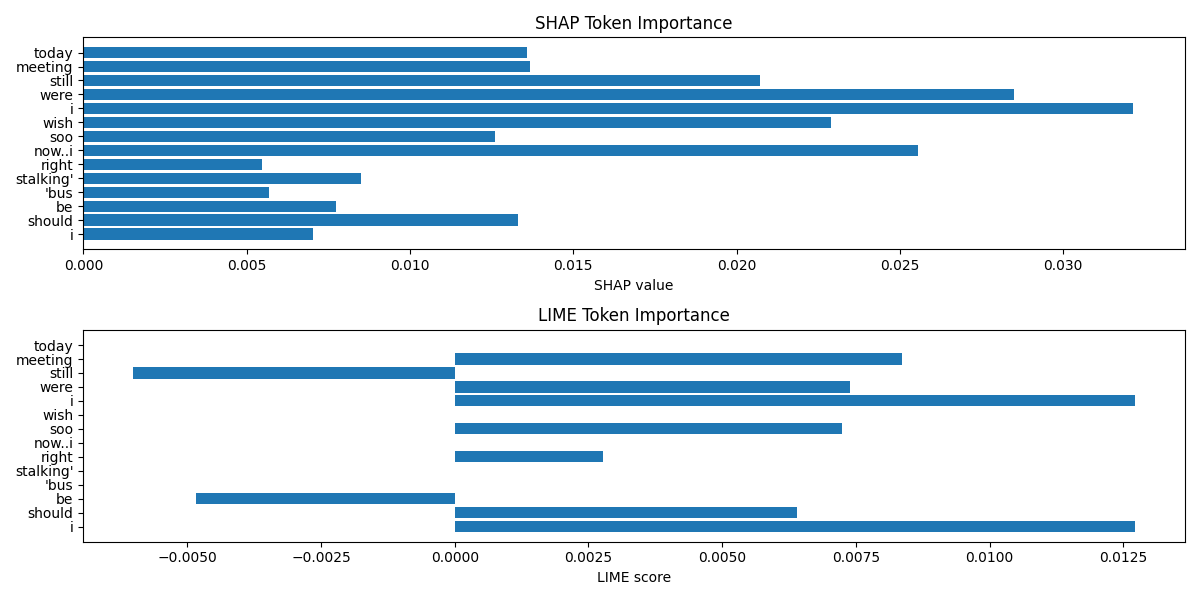 SHAP Token Importance
today
meeting
still
were
i
wish
soo
now..i
right
stalking'
'bus
be
should
i
0.000 0.005 0.010 0.015 0.020 0.025 0.030
SHAP value
LIME Token Importance
today
meeting
still
were
i
wish
soo
now..i
right
stalking'
'bus
be
should
i
−0.0050 −0.0025 0.0000 0.0025 0.0050 0.0075 0.0100 0.0125
LIME score